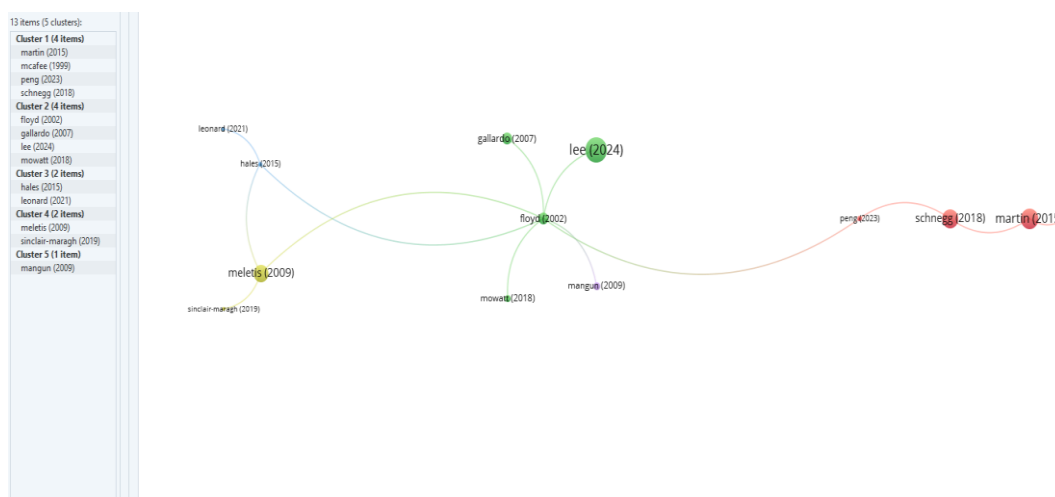 13 items (5 clusters):
Cluster 1 (4 items)
martin (2015)
mcafee (1999)
peng (2023)
schnegg (2018)
Cluster 2 (4 items)
floyd (2002)
gallardo (2007)
lee (2024)
mowatt (2018)
Cluster 3 (2 items)
hales (2015)
leonard (2021)
Cluster 4 (2 items)
meletis (2009)
sinclair-maragh (2019)
Cluster 5 (1 item)
mangun (2009)
leonard (2021)
gallardo (2007)
lee (2024)
hales (2015)
floyd (2002)
peng (2023)
schnegg (2018)
martin (2015
meletis (2009)
mangun (2009)
mowatt (2018)
sinclair-maragh (2019)